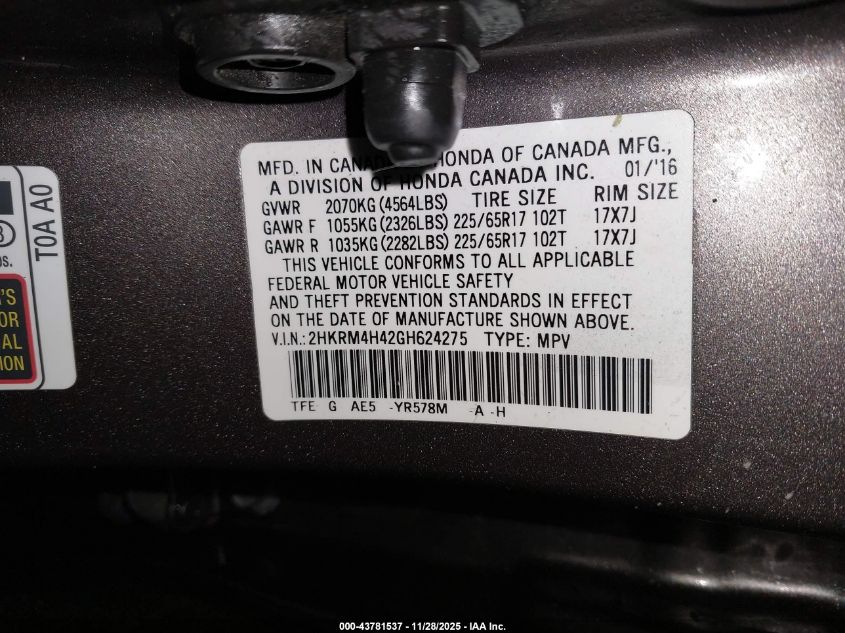 MFD. IN HONDA OF CANADA MFG.,
A DIVISION OF HONDA CANADA INC. 01/'16
GVWR 2070KG (4564LBS) TIRE SIZE RIM SIZE
GAWR F 1055KG (2326LBS) 225/65R17 102T 17X7J
GAWR R 1035KG (2282LBS) 225/65R17 102T 17X7J
THIS VEHICLE CONFORMS TO ALL APPLICABLE
FEDERAL MOTOR VEHICLE SAFETY
AND THEFT PREVENTION STANDARDS IN EFFECT
ON THE DATE OF MANUFACTURE SHOWN ABOVE.
V.I.N.: 2HKRM4H42GH624275 TYPE: MPV
TFE G AE5 -YR578M -A -H
T0A A0
000-43781537 - 11/28/2025 - IAA Inc.